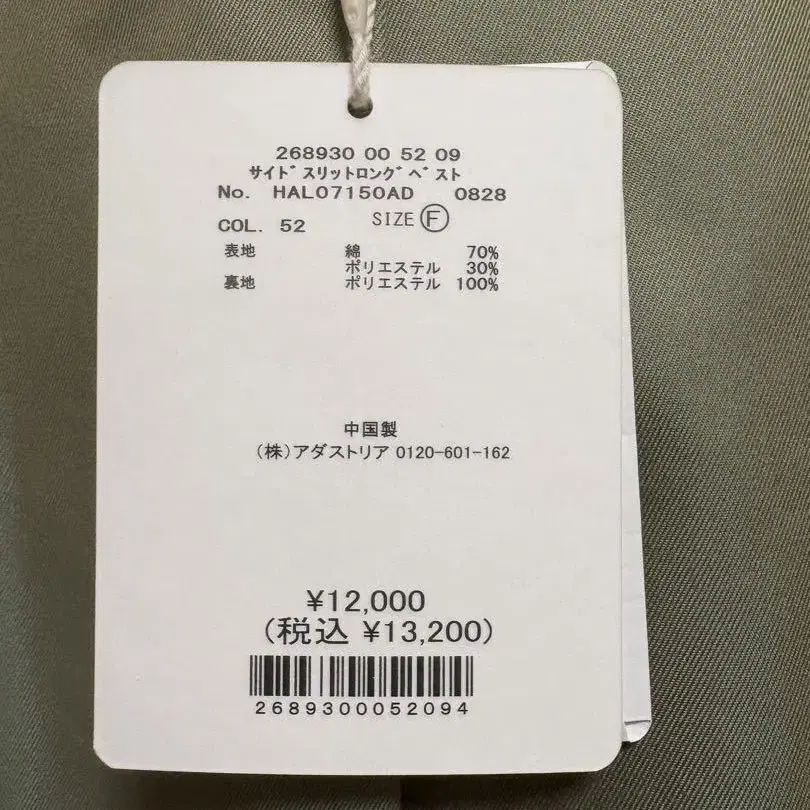 268930 00 52 09
サイドスリットロングベスト
No. HAL07150AD 0828
COL. 52 SIZE Ⓕ
表地 綿 70%
ポリエステル 30%
裏地 ポリエステル 100%
中国製
(株)アダストリア 0120-601-162
¥12,000
(税込 ¥13,200)
2689300052094